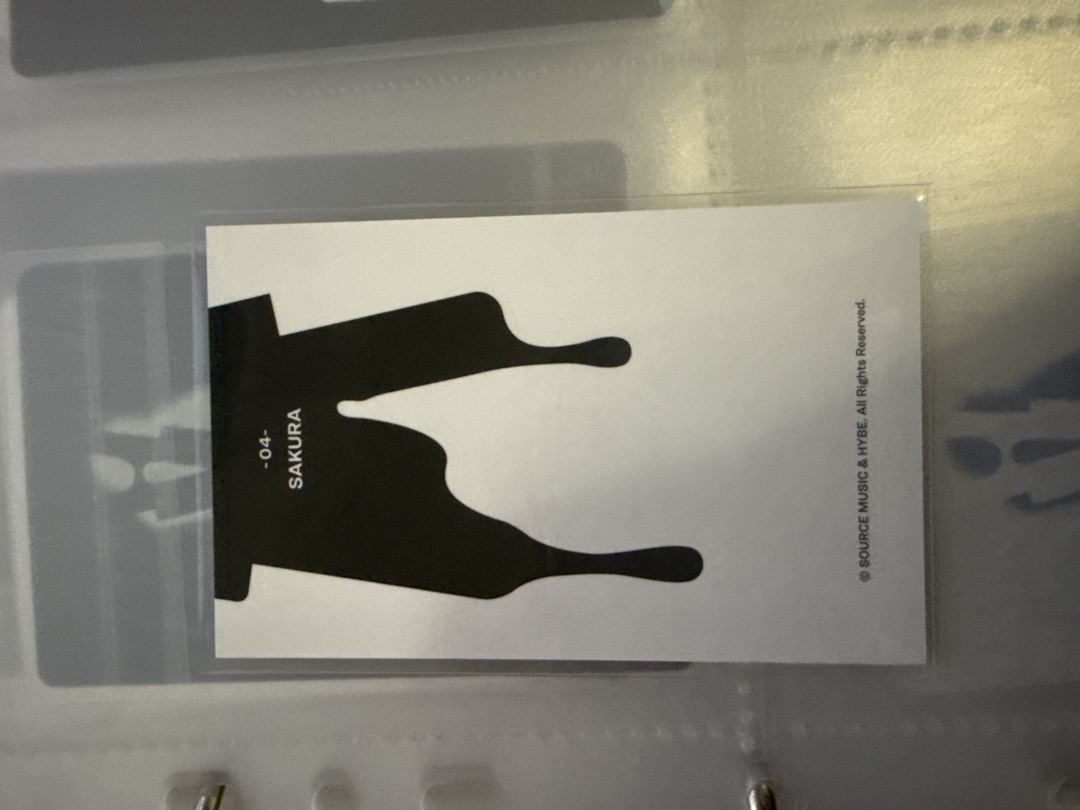 -04-
SAKURA
© SOURCE MUSIC & HYBE. All Rights Reserved.